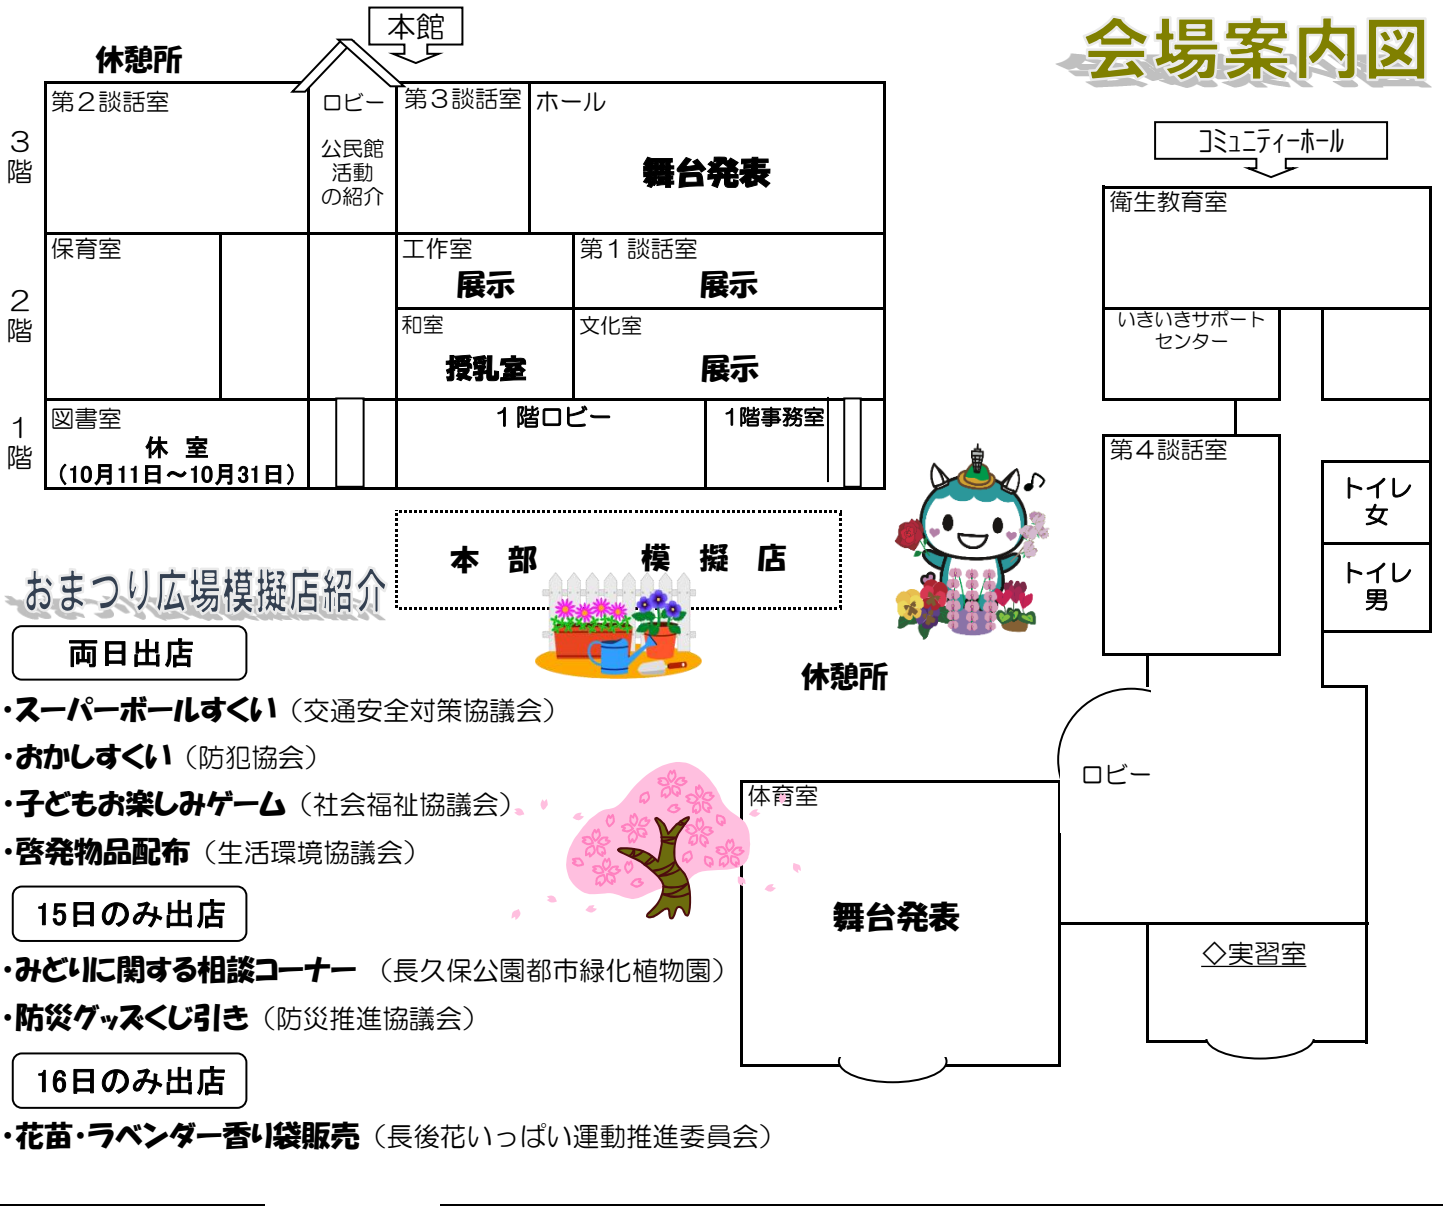 会場案内図
本館
休憩所
3階
第2談話室
ロビー
公民館
活動
の紹介
第3談話室
ホール
舞台発表
2階
保育室
工作室
展示
第1談話室
展示
和室
授乳室
文化室
展示
1階
図書室
休 室
(10月11日～10月31日)
1階ロビー
1階事務室
本 部 模 擬 店
休憩所
コミュニティーホール
衛生教育室
いきいきサポート
センター
第4談話室
トイレ
女
トイレ
男
ロビー
体育室
舞台発表
◇実習室
おまつり広場模擬店紹介
両日出店
・スーパーボールすくい（交通安全対策協議会）
・おかしすくい（防犯協会）
・子どもお楽しみゲーム（社会福祉協議会）
・啓発物品配布（生活環境協議会）
15日のみ出店
・みどりに関する相談コーナー （長久保公園都市緑化植物園）
・防災グッズくじ引き（防災推進協議会）
16日のみ出店
・花苗・ラベンダー香り袋販売（長後花いっぱい運動推進委員会）